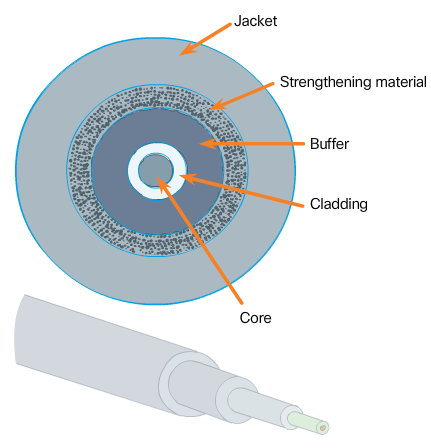 Jacket
Strengthening material
Buffer
Cladding
Core